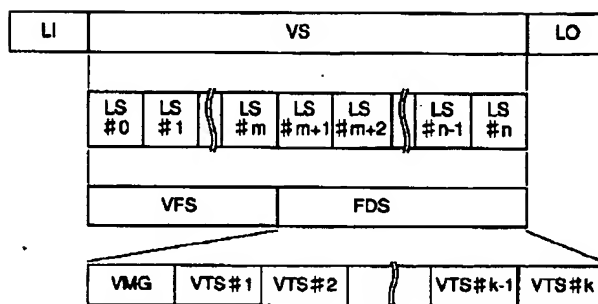 LI VS LO
LS #0 LS #1 LS #m LS #m+1 LS #m+2 LS #n-1 LS #n
VFS FDS
VMG VTS#1 VTS#2 VTS#k-1 VTS#k